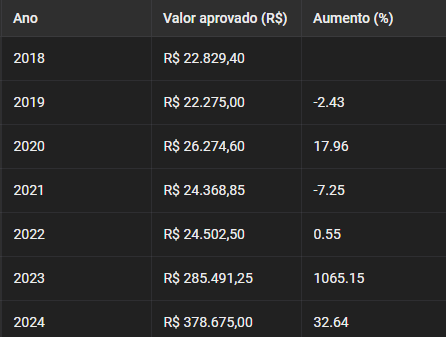 Ano Valor aprovado (R$) Aumento (%)
2018 R$ 22.829,40
2019 R$ 22.275,00 -2.43
2020 R$ 26.274,60 17.96
2021 R$ 24.368,85 -7.25
2022 R$ 24.502,50 0.55
2023 R$ 285.491,25 1065.15
2024 R$ 378.675,00 32.64